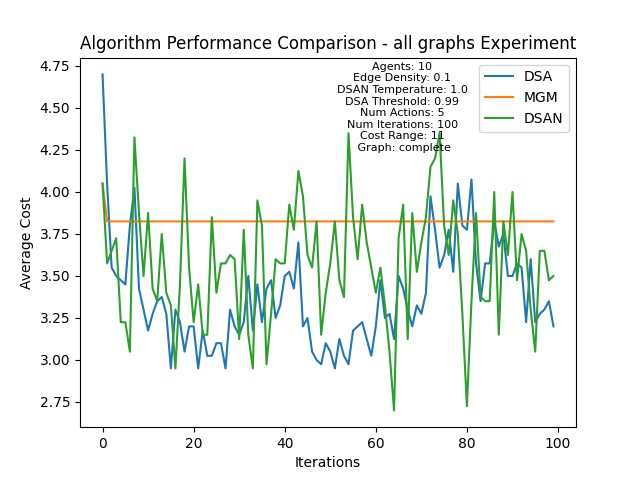 Algorithm Performance Comparison - all graphs Experiment
Agents: 10
Edge Density: 0.1
DSAN Temperature: 1.0
DSA Threshold: 0.99
Num Actions: 5
Num Iterations: 100
Cost Range: 11
Graph: complete
DSA
MGM
DSAN
4.75
4.50
4.25
4.00
3.75
3.50
3.25
3.00
2.75
Average Cost
0
20
40
60
80
100
Iterations